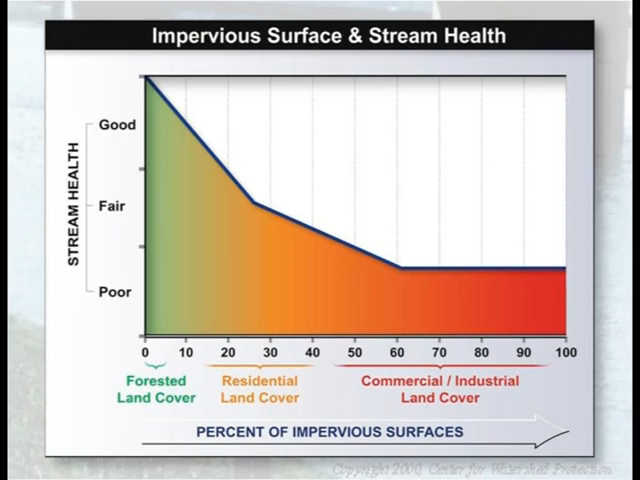 Impervious Surface & Stream Health
STREAM HEALTH
Good
Fair
Poor
0 10 20 30 40 50 60 70 80 90 100
Forested
Land Cover
Residential
Land Cover
Commercial / Industrial
Land Cover
PERCENT OF IMPERVIOUS SURFACES
Copyright 2000, Center for Watershed Protection